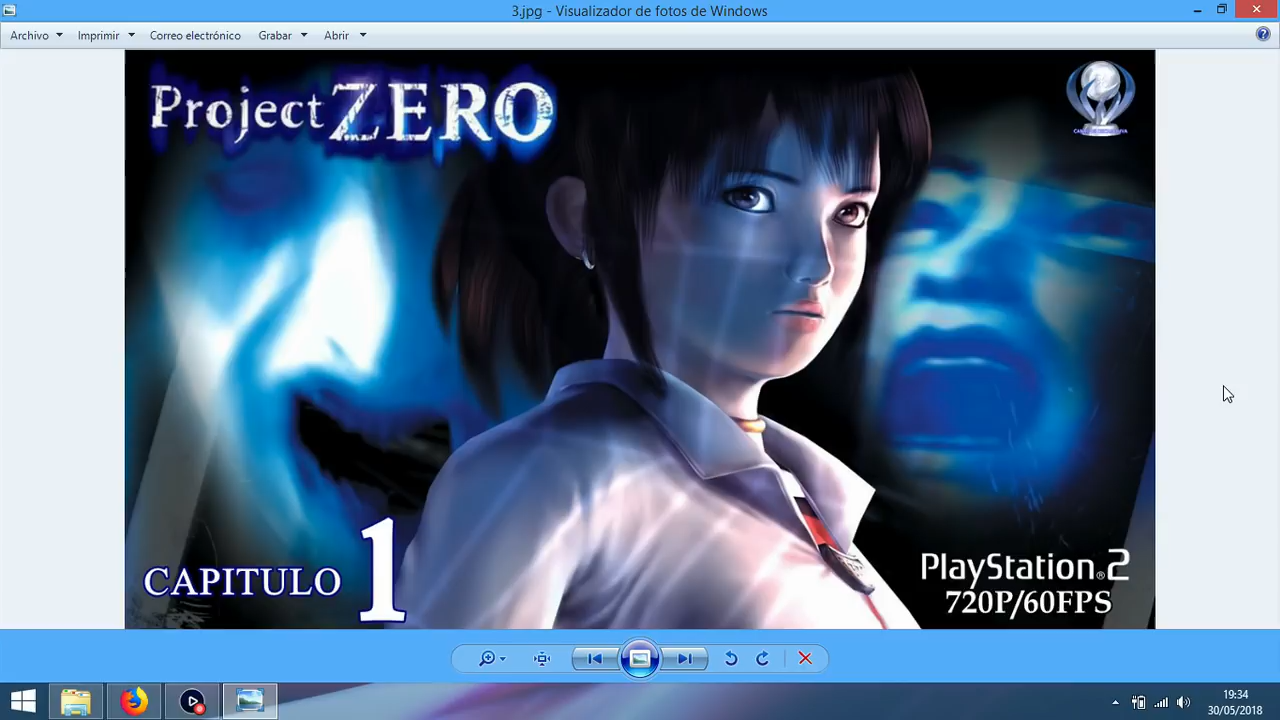 3.jpg - Visualizador de fotos de Windows
Archivo Imprimir Correo electrónico Grabar Abrir
Project ZERO
CAPITULO 1
PlayStation®2
720P/60FPS
19:34
30/05/2018